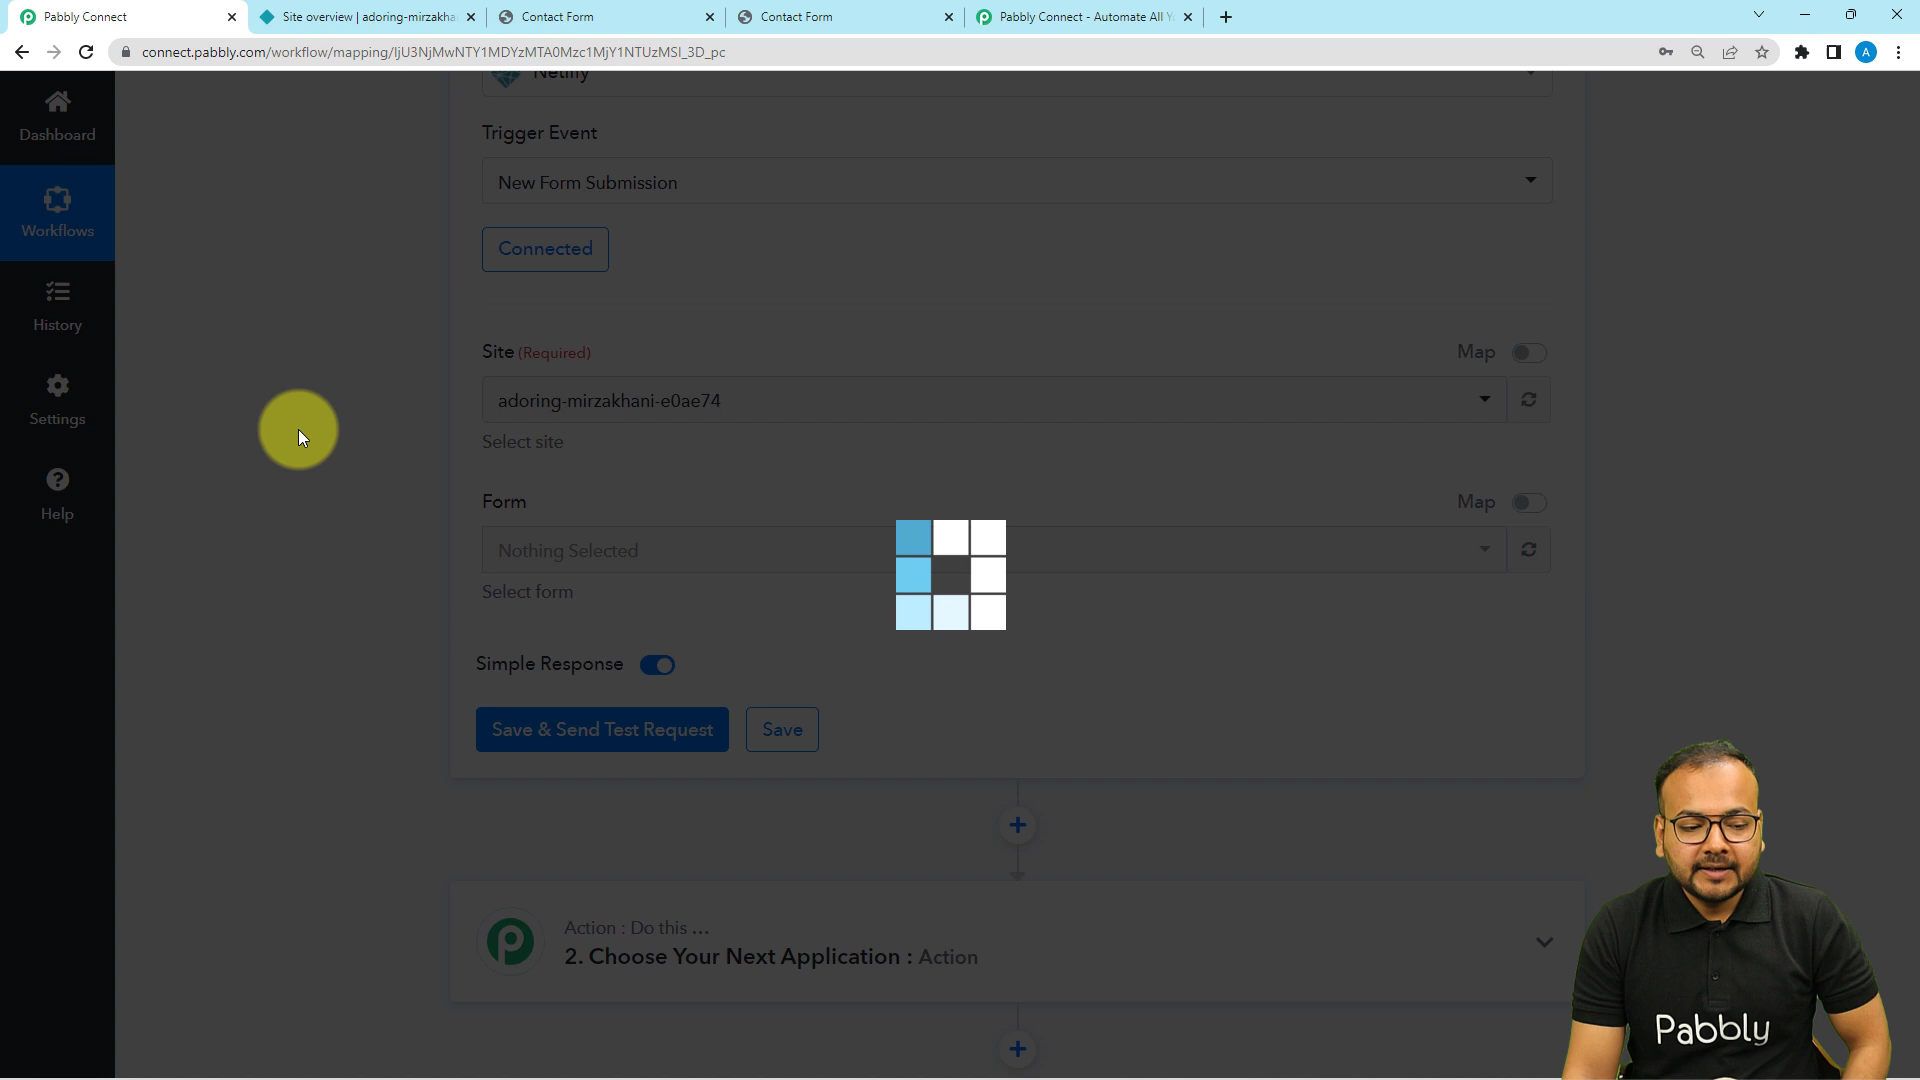 Pabbly Connect
Site overview | adoring-mirzakha
Contact Form
Contact Form
Pabbly Connect - Automate All Y
connect.pabbly.com/workflow/mapping/IjU3NjMwNTY1MDYzMTA0Mzc1MjY1NTUzMSI_3D_pc
A
Dashboard
Workflows
History
Settings
Help
Netlify
Trigger Event
New Form Submission
Connected
Site (Required)
Map
adoring-mirzakhani-e0ae74
Select site
Form
Map
Nothing Selected
Select form
Simple Response
Save & Send Test Request
Save
Action : Do this ...
2. Choose Your Next Application : Action
Pabbly